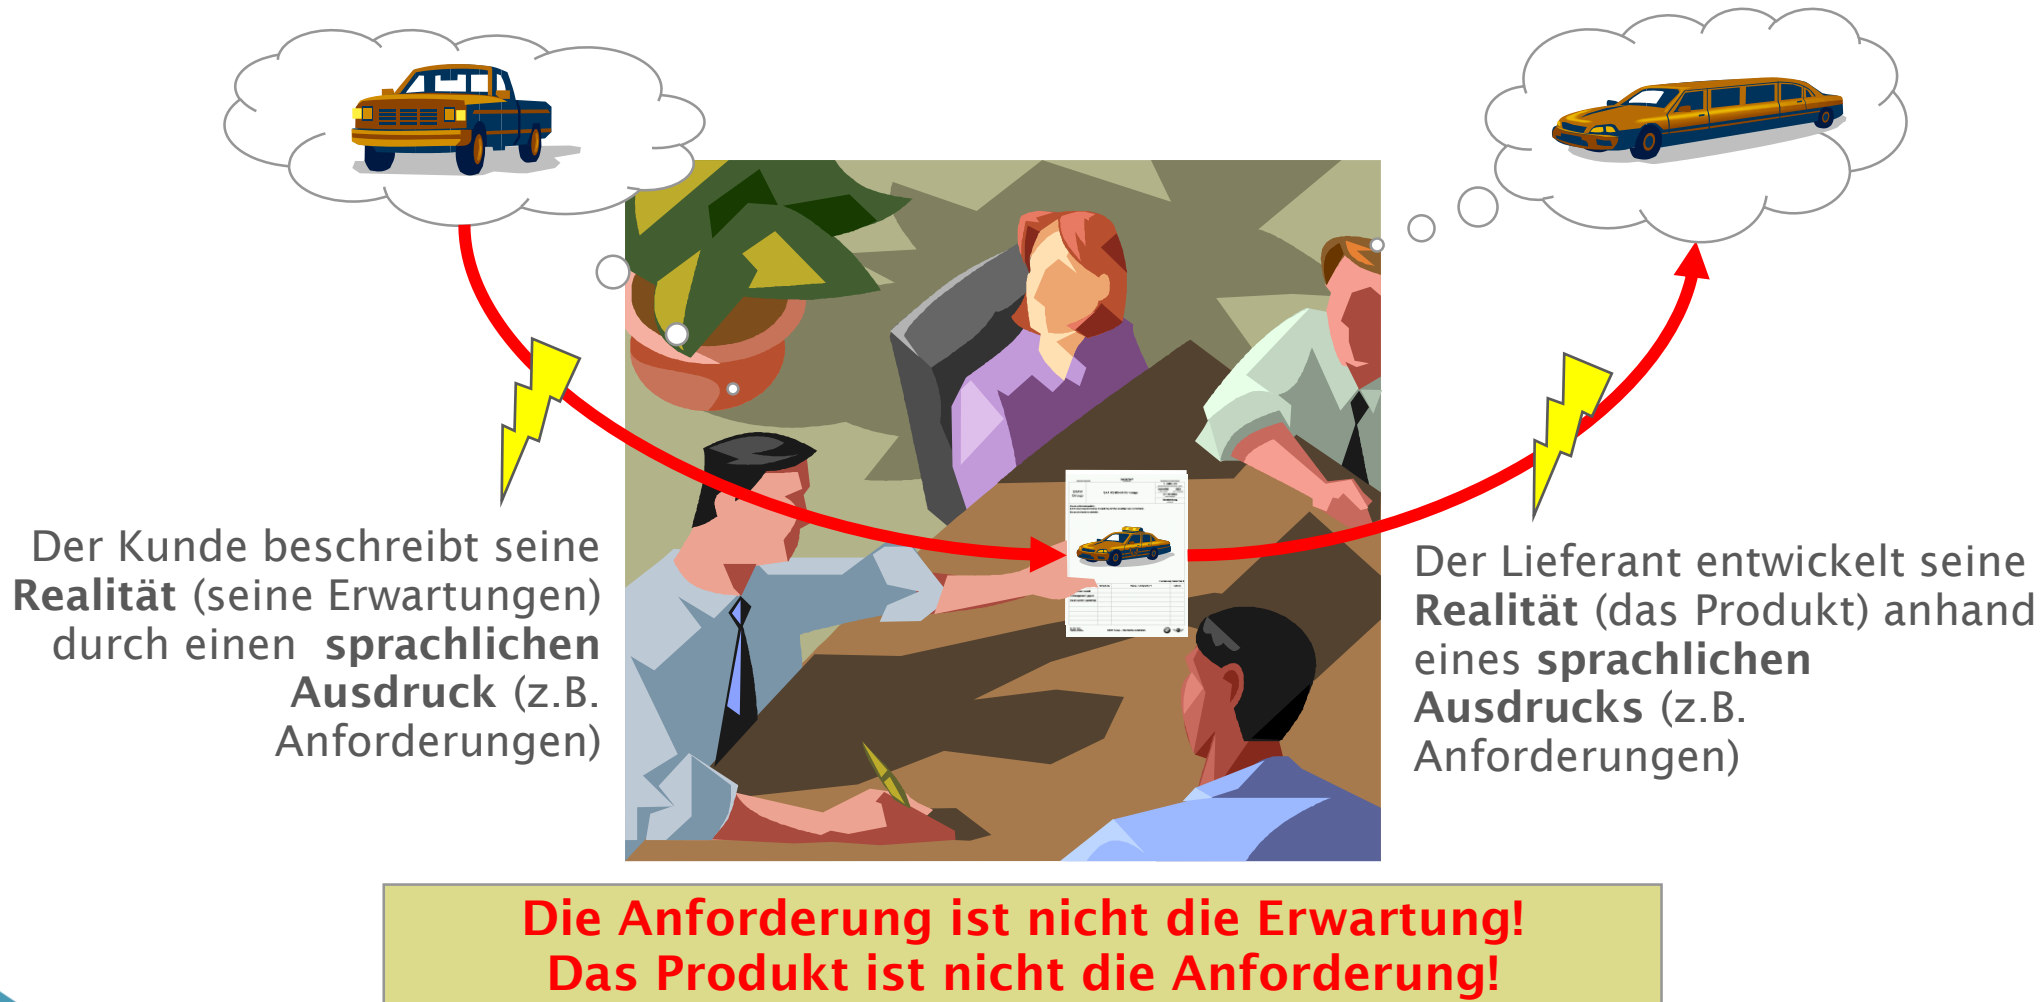 Der Kunde beschreibt seine
Realität (seine Erwartungen)
durch einen sprachlichen
Ausdruck (z.B.
Anforderungen)
Der Lieferant entwickelt seine
Realität (das Produkt) anhand
eines sprachlichen
Ausdrucks (z.B.
Anforderungen)
Die Anforderung ist nicht die Erwartung!
Das Produkt ist nicht die Anforderung!